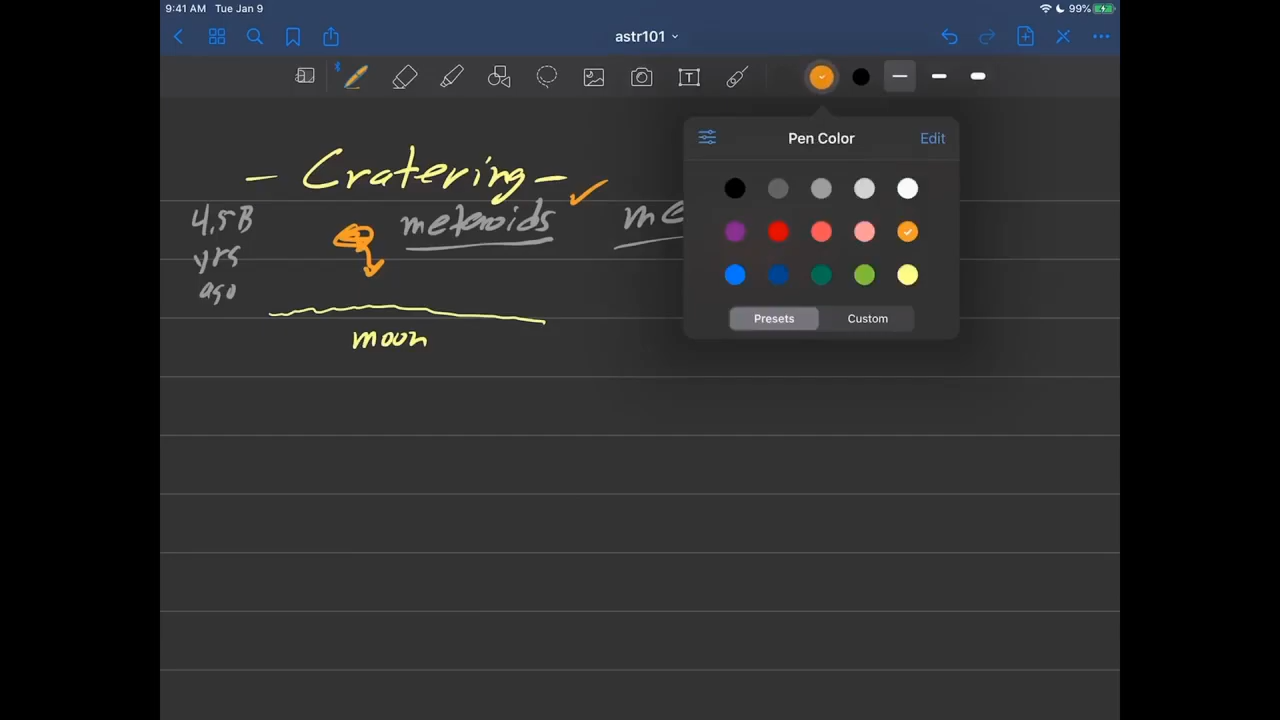 9:41 AM Tue Jan 9
99%
astr101
T
Pen Color
Edit
- Cratering -
4.5B
meteroids
me
yrs
ago
moon
Presets
Custom